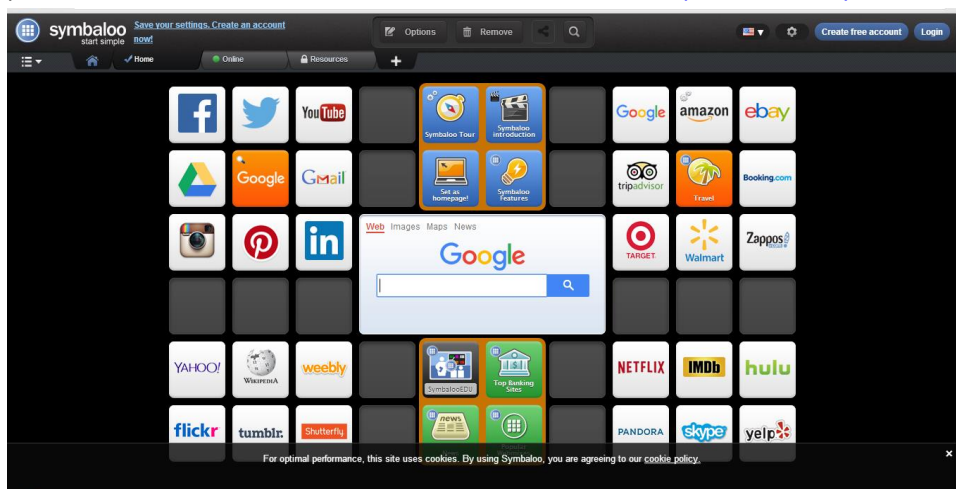 symbaloo
start simple
Save your settings. Create an account
now!
Options
Remove
Create free account
Login
Home
Online
Resources
+
f
You Tube
Symbaloo Tour
Symbaloo
introduction
Google
amazon
ebay
Google
Gmail
Set as
homepage!
Symbaloo
Features
tripadvisor
Travel
Booking.com
in
Web Images Maps News
Google
TARGET
Walmart
Zappos
YAHOO!
WIKIPEDIA
weebly
SymbalooEDU
Top Banking
Sites
NETFLIX
IMDb
hulu
flickr
tumblr.
Shutterfly
news
PANDORA
skype
yelp
For optimal performance, this site uses cookies. By using Symbaloo, you are agreeing to our cookie policy.
×